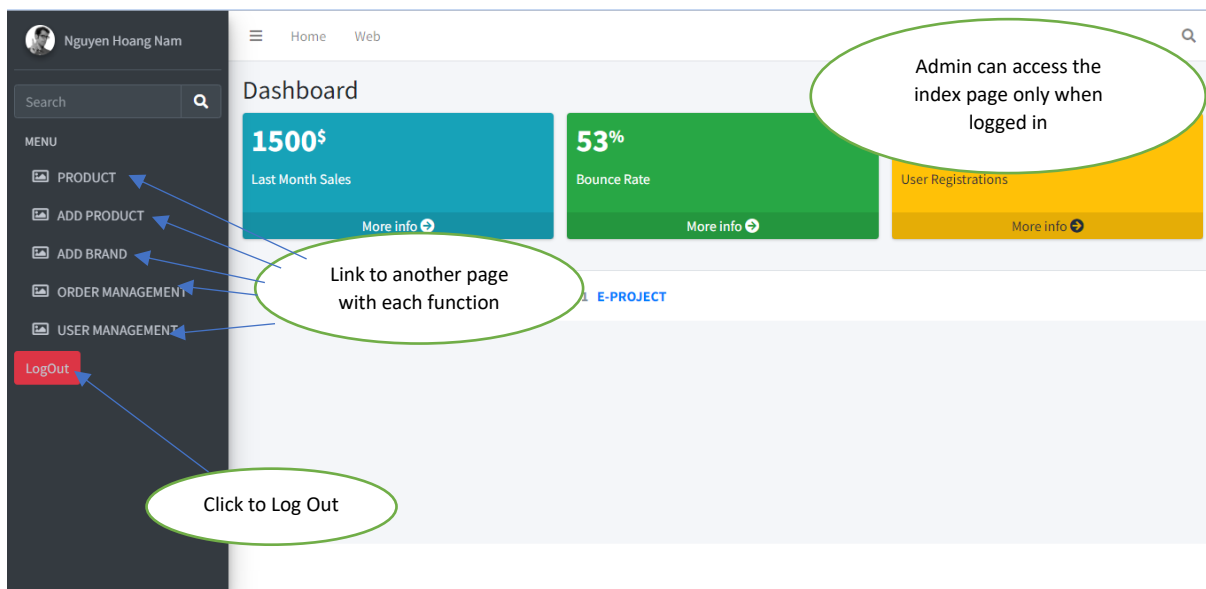 Nguyen Hoang Nam
Home Web
Search
MENU
PRODUCT
ADD PRODUCT
ADD BRAND
ORDER MANAGEMENT
USER MANAGEMENT
LogOut
Dashboard
1500$
Last Month Sales
More info
53%
Bounce Rate
More info
User Registrations
More info
Admin can access the
index page only when
logged in
Link to another page
with each function
1 E-PROJECT
Click to Log Out